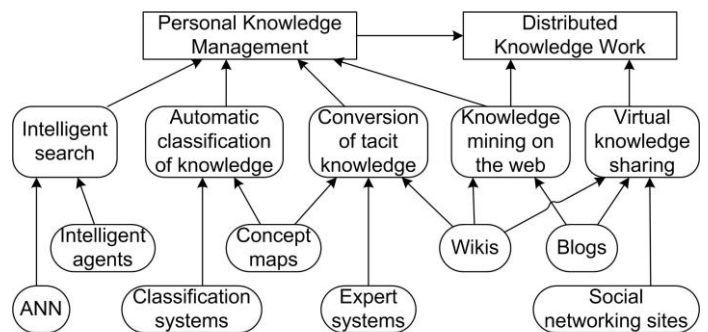 Personal Knowledge
Management
Distributed
Knowledge Work
Intelligent
search
Automatic
classification
of knowledge
Conversion
of tacit
knowledge
Knowledge
mining on
the web
Virtual
knowledge
sharing
Intelligent
agents
Concept
maps
Wikis
Blogs
ANN
Classification
systems
Expert
systems
Social
networking sites